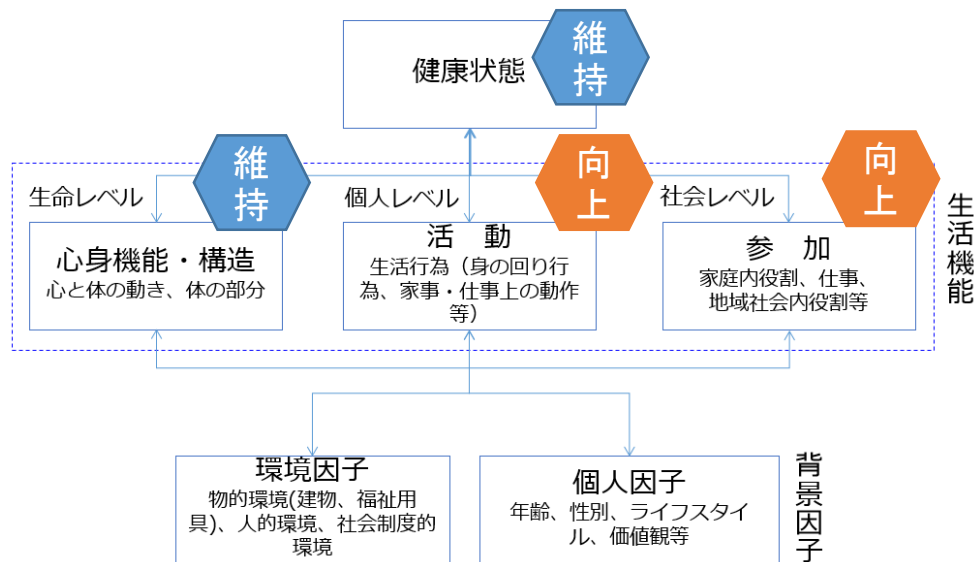 健康状態
維持
生命レベル
維持
個人レベル
向上
社会レベル
向上
心身機能・構造
心と体の動き、体の部分
活　動
生活行為（身の回り行
為、家事・仕事上の動作
等）
参　加
家庭内役割、仕事、
地域社会内役割等
生活機能
環境因子
物的環境(建物、福祉用
具)、人的環境、社会制度的
環境
個人因子
年齢、性別、ライフスタイ
ル、価値観等
背景因子